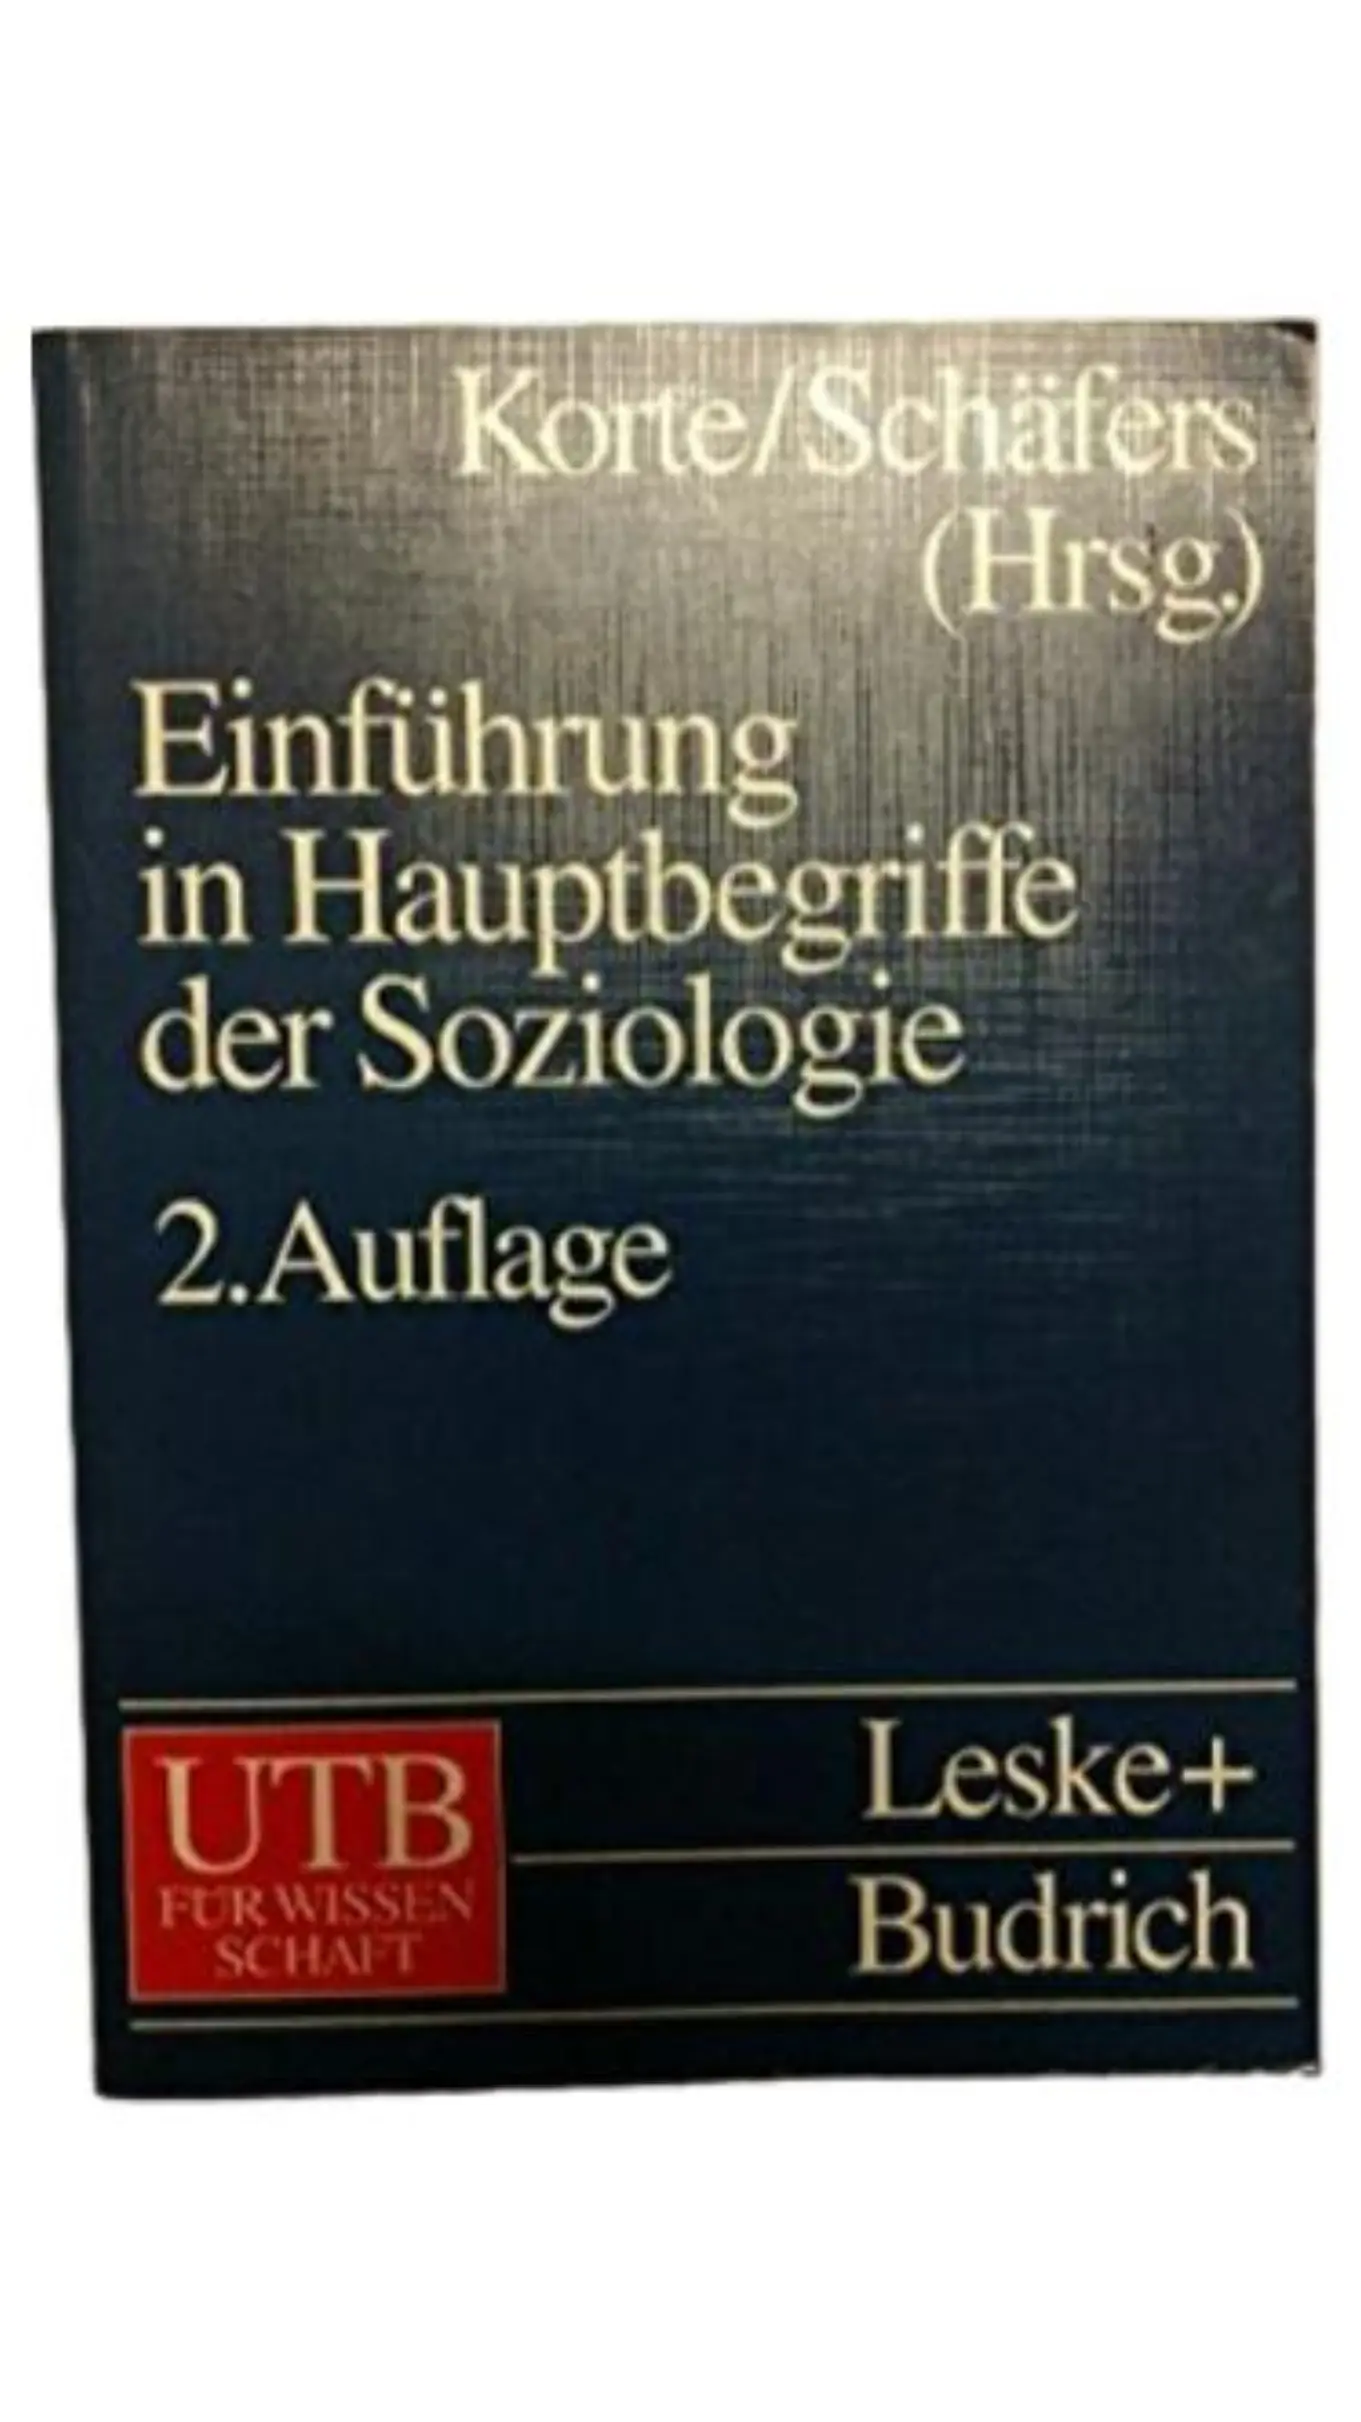 Korte/Schäfers
(Hrsg.)
Einführung
in Hauptbegriffe
der Soziologie
2. Auflage
UTB
FÜR WISSEN
SCHAFT
Leske+
Budrich